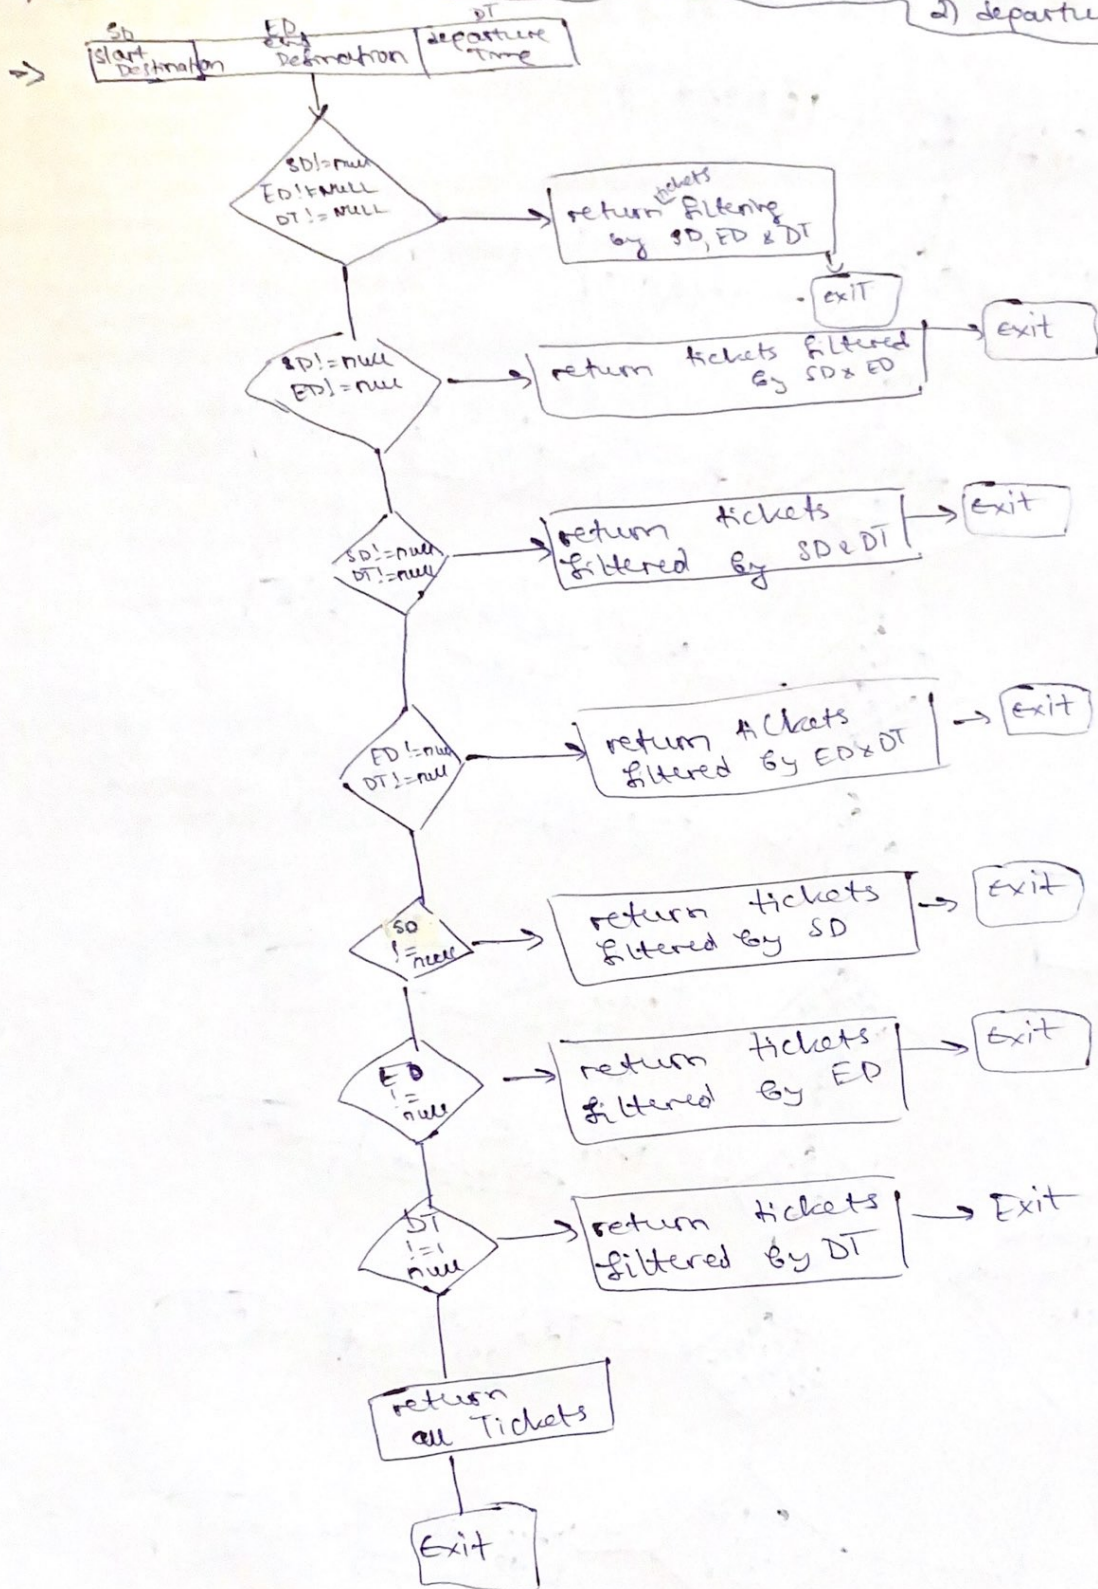 2) departu
SD
ED
DT
Start
Destination
end
Destination
departure
Time
SD!=null
ED!=NULL
DT!=NULL
tickets
return filtering
by SD, ED & DT
exiT
SD!=null
ED!=null
return tickets filtered
by SD & ED
Exit
SD!=null
DT!=null
return tickets
filtered by SD & DT
Exit
ED!=null
DT!=null
return tickets
filtered by ED & DT
Exit
SD
!=
null
return tickets
filtered by SD
Exit
ED
!=
null
return tickets
filtered by ED
Exit
DT
!=
null
return tickets
filtered by DT
Exit
return
all Tickets
Exit